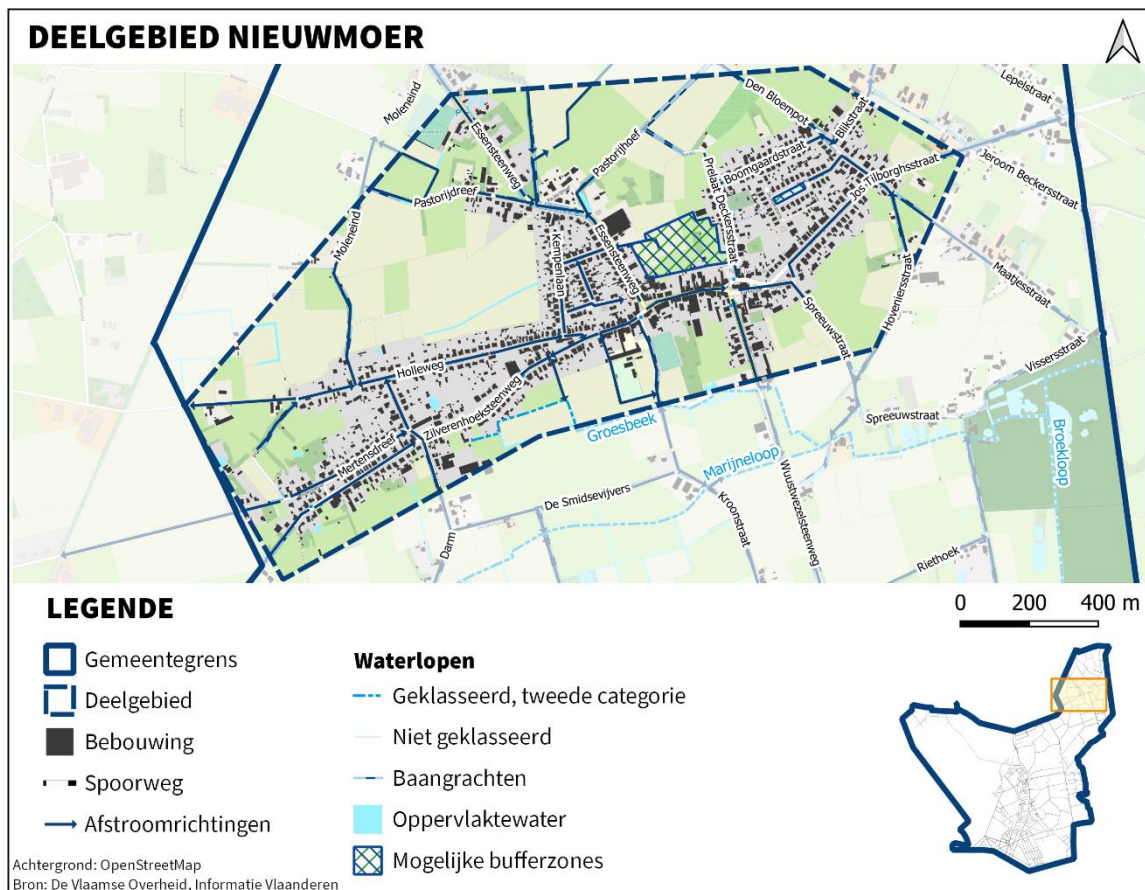 DEELGEBIED NIEUWMOER
Moleneind
Essensteenweg
Pastorijhoef
Den Bloempot
Blikstraat
Lepelstraat
Boomgaardstraat
Prelaat Deckersstraat
Jos Tilborghsstraat
Jeroom Beckersstraat
Pastorijdreef
Moleneind
Kempenlaan
Essensteenweg
Hoveniersstraat
Maatjesstraat
Spreeuwstraat
Vissersstraat
Holleweg
Zilverenhoeksteenweg
Groesbeek
Spreeuwstraat
Broekloop
Mertensdreef
Marijneloop
Wuustwezelsteenweg
De Smidsevijvers
Kroonstraat
Darm
Riethoek
LEGENDE
Gemeentegrens
Deelgebied
Bebouwing
Spoorweg
Afstroomrichtingen
Waterlopen
Geklasseerd, tweede categorie
Niet geklasseerd
Baangrachten
Oppervlaktewater
Mogelijke bufferzones
0 200 400 m
Achtergrond: OpenStreetMap
Bron: De Vlaamse Overheid, Informatie Vlaanderen